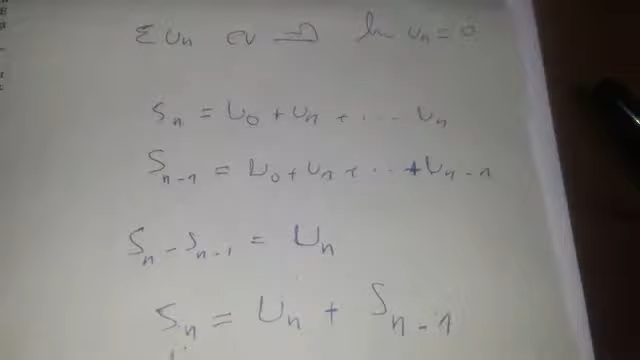 Σ Un cv ⇒ lim Un = 0
Sn = U0 + U1 + ... Un
Sn-1 = U0 + U1 + ... + Un-1
Sn - Sn-1 = Un
Sn = Un + Sn-1